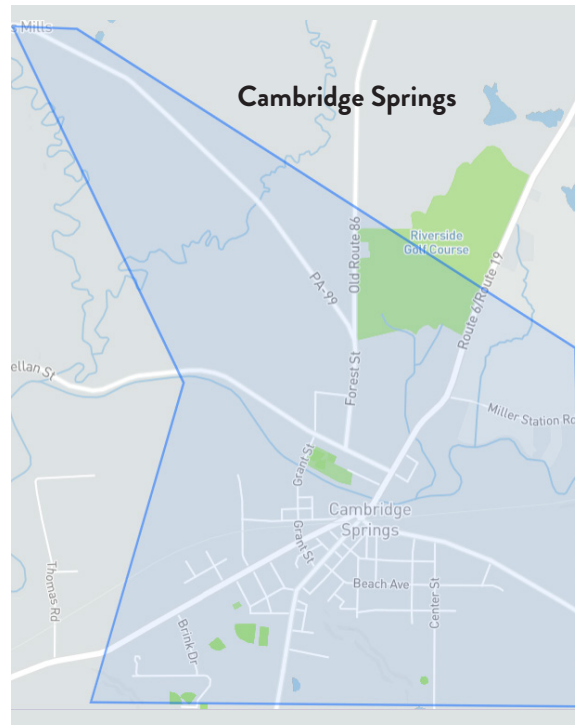 s Mills
Cambridge Springs
Old Route 86
Riverside
Golf Course
Route 6/Route 19
PA-99
ellan St
Forest St
Miller Station Rd
Grant St
Cambridge
Springs
Grant St
Beach Ave
Thomas Rd
Center St
Brink Dr